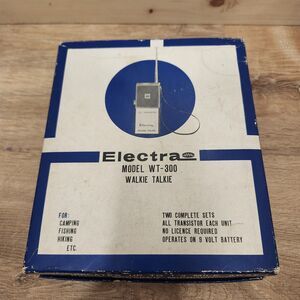 Electra
MODEL WT-300
WALKIE TALKIE
FOR:
CAMPING
FISHING
HIKING
ETC.
TWO COMPLETE SETS
ALL TRANSISTOR EACH UNIT
NO LICENCE REQUIRED
OPERATES ON 9 VOLT BATTERY